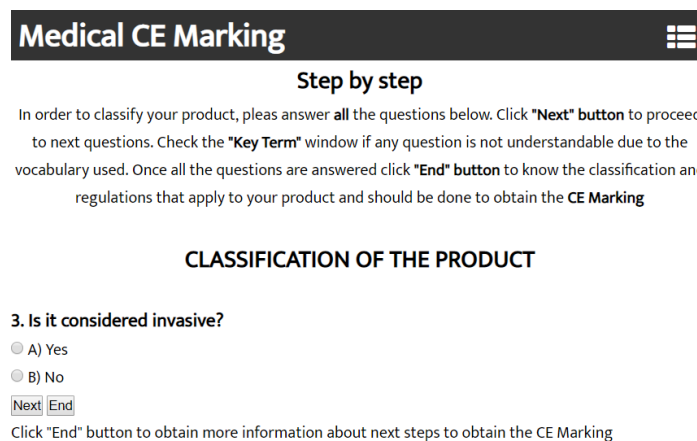 Medical CE Marking
Step by step
In order to classify your product, pleas answer all the questions below. Click "Next" button to
to next questions. Check the "Key Term" window if any question is not understandable due to the
vocabulary used. Once all the questions are answered click "End" button to know the classification
regulations that apply to your product and should be done to obtain the CE Marking
CLASSIFICATION OF THE PRODUCT
3. Is it considered invasive?
A) Yes
B) No
Next End
Click "End" button to obtain more information about next steps to obtain the CE Marking